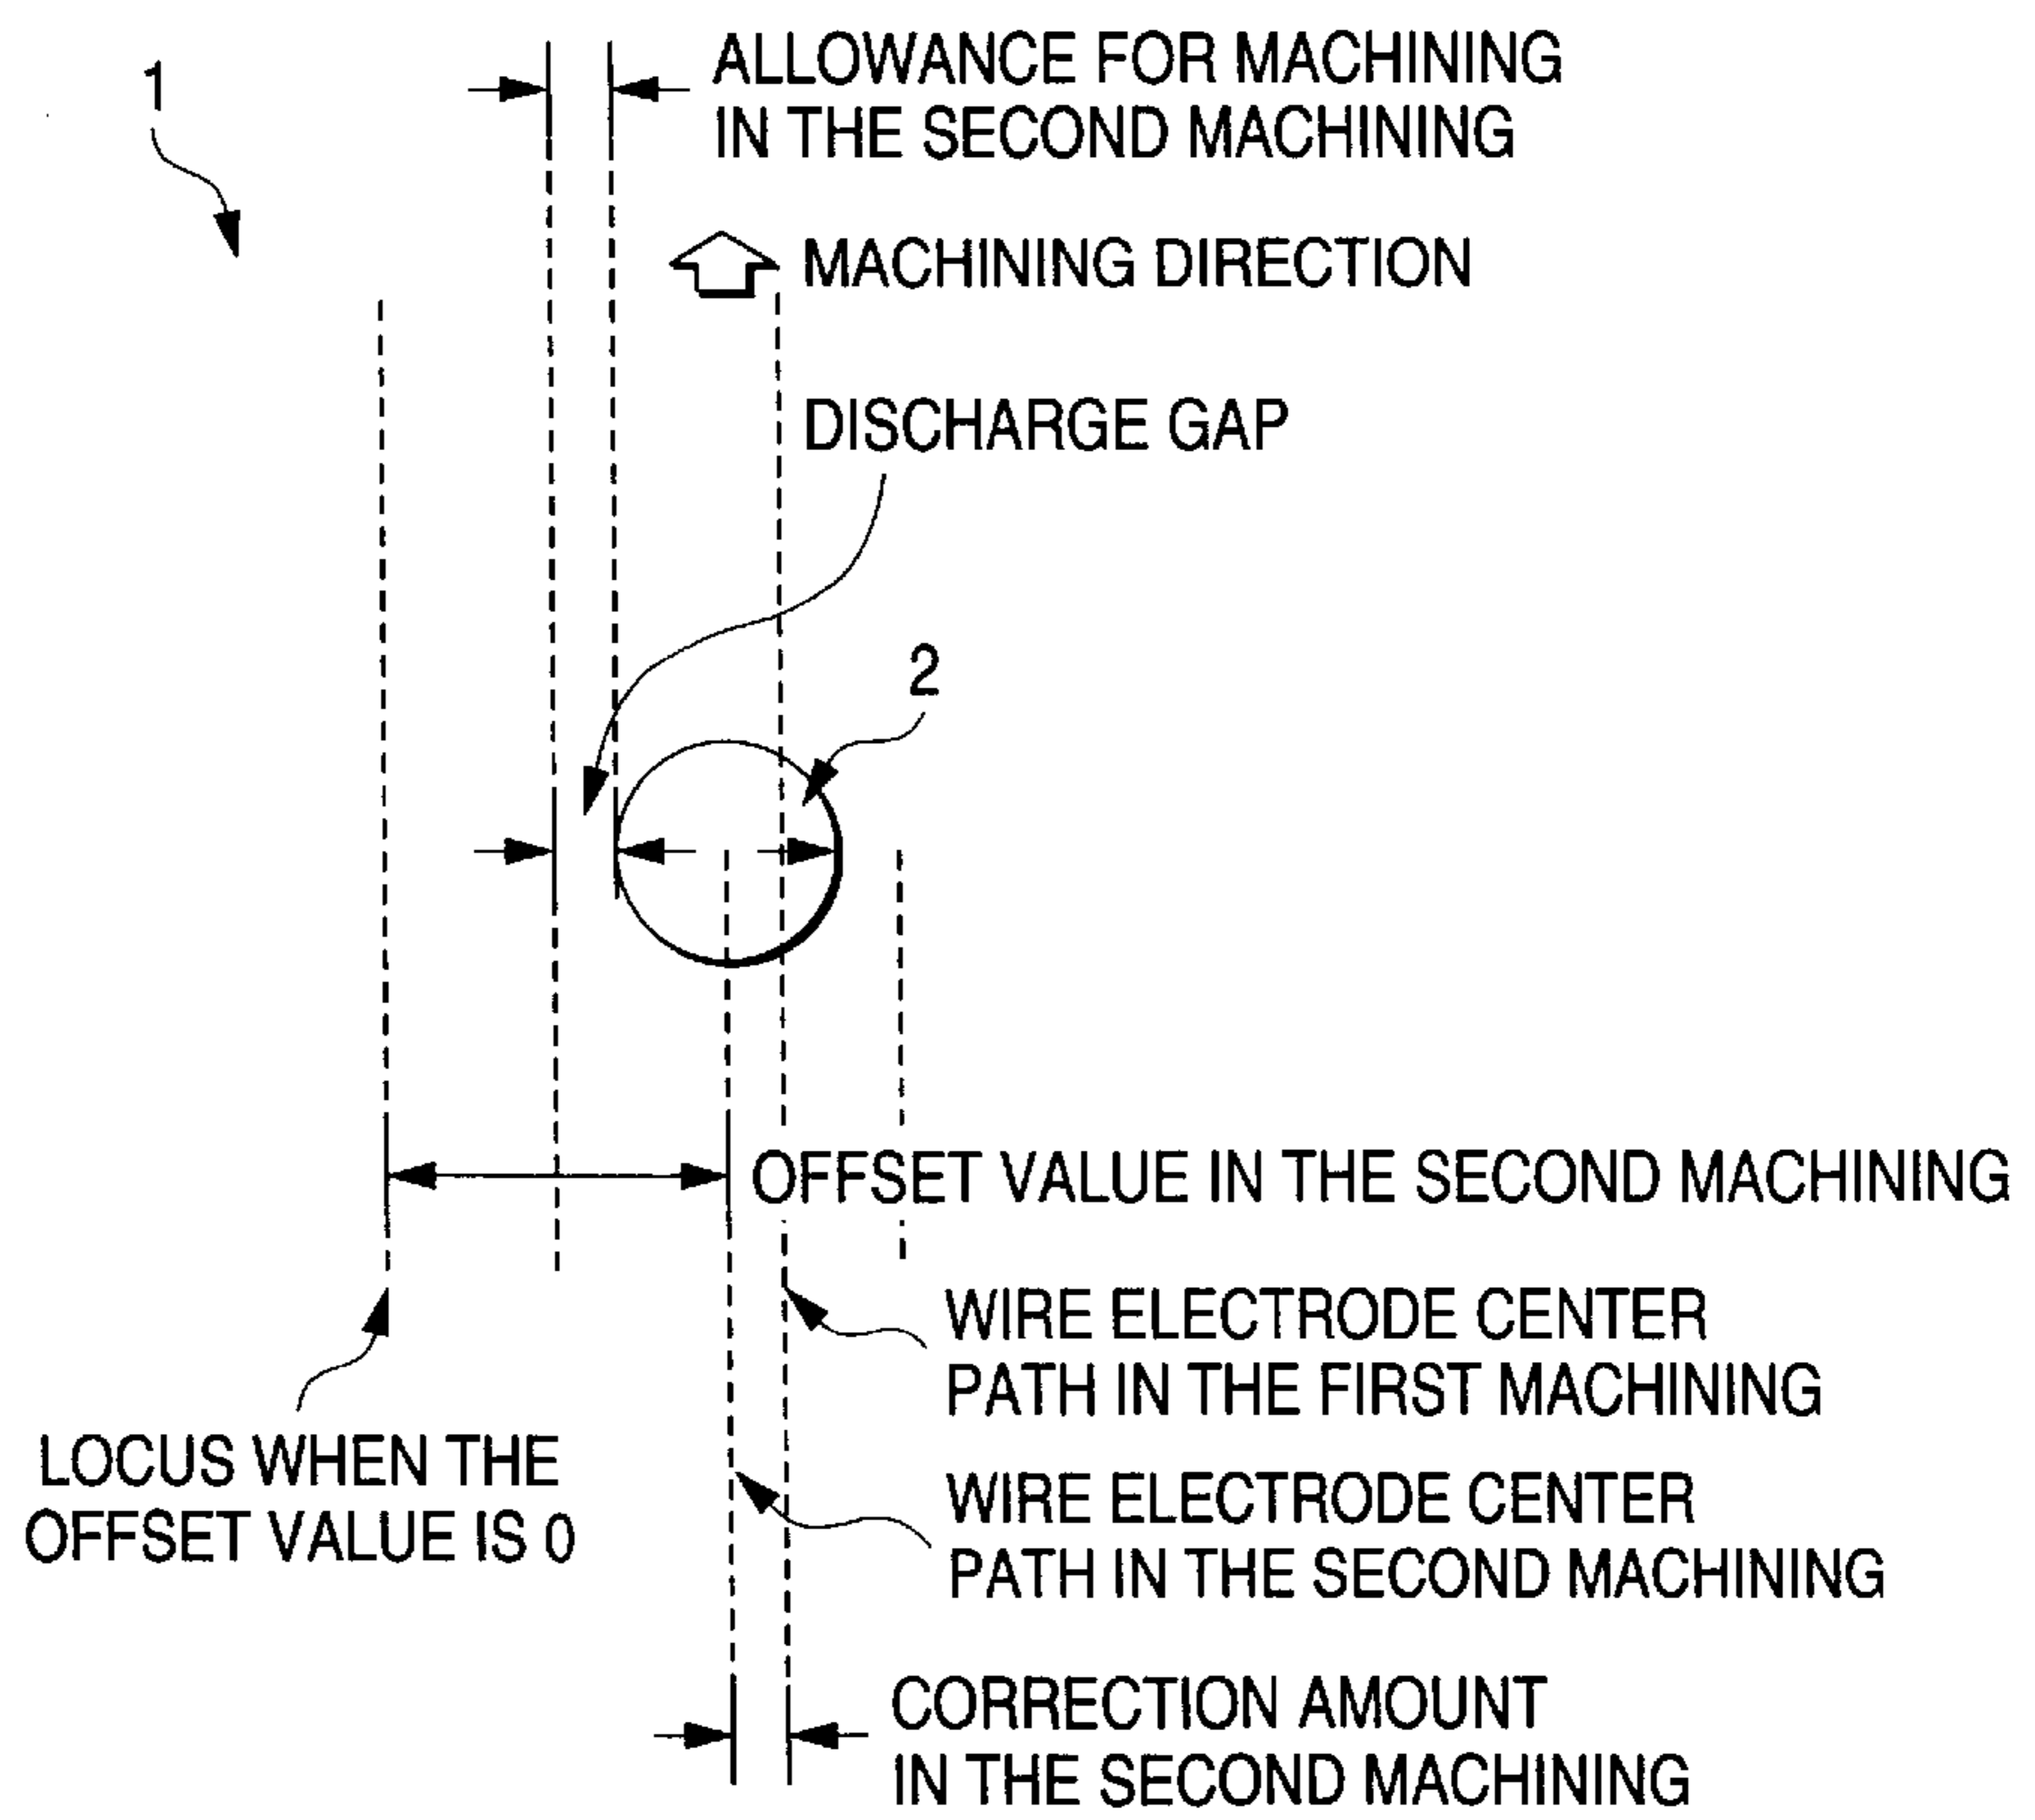 1
ALLOWANCE FOR MACHINING
IN THE SECOND MACHINING
MACHINING DIRECTION
DISCHARGE GAP
2
OFFSET VALUE IN THE SECOND MACHINING
WIRE ELECTRODE CENTER
PATH IN THE FIRST MACHINING
LOCUS WHEN THE
OFFSET VALUE IS 0
WIRE ELECTRODE CENTER
PATH IN THE SECOND MACHINING
CORRECTION AMOUNT
IN THE SECOND MACHINING